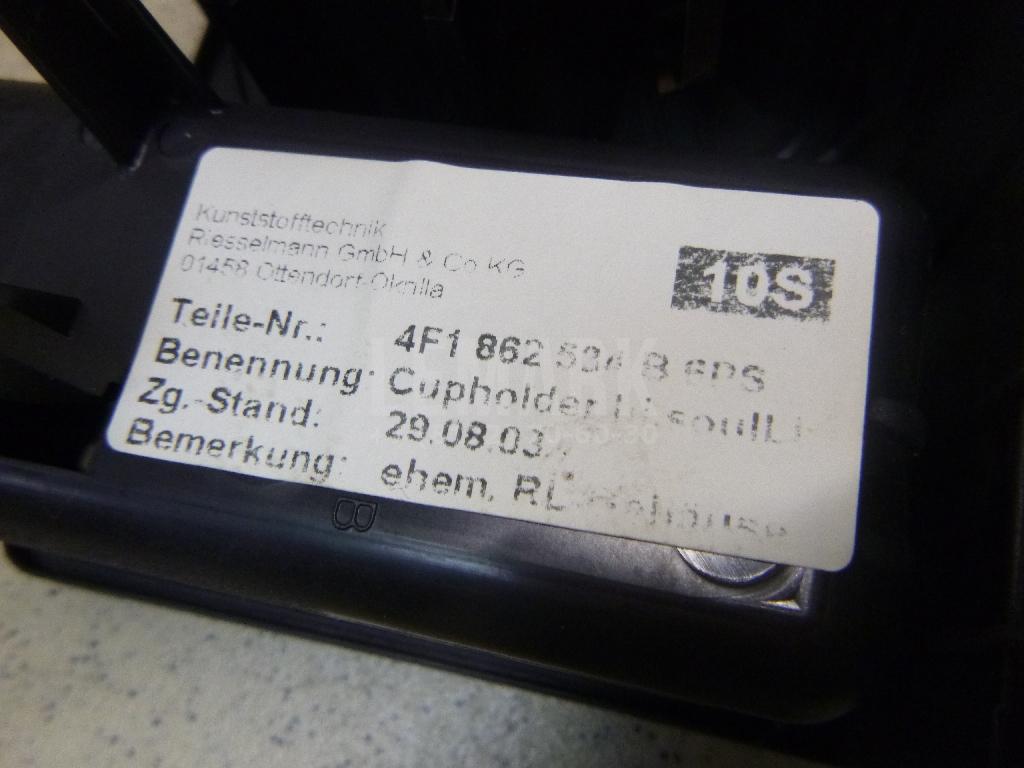 Kunststofftechnik
Riesselmann GmbH & Co KG
01458 Ottendorf-Okrilla
10S
Teile-Nr.: 4F1 862 534 B 6PS
Benennung: Cupholder
Zg.-Stand: 29.08.03
Bemerkung: ehem. RL
B